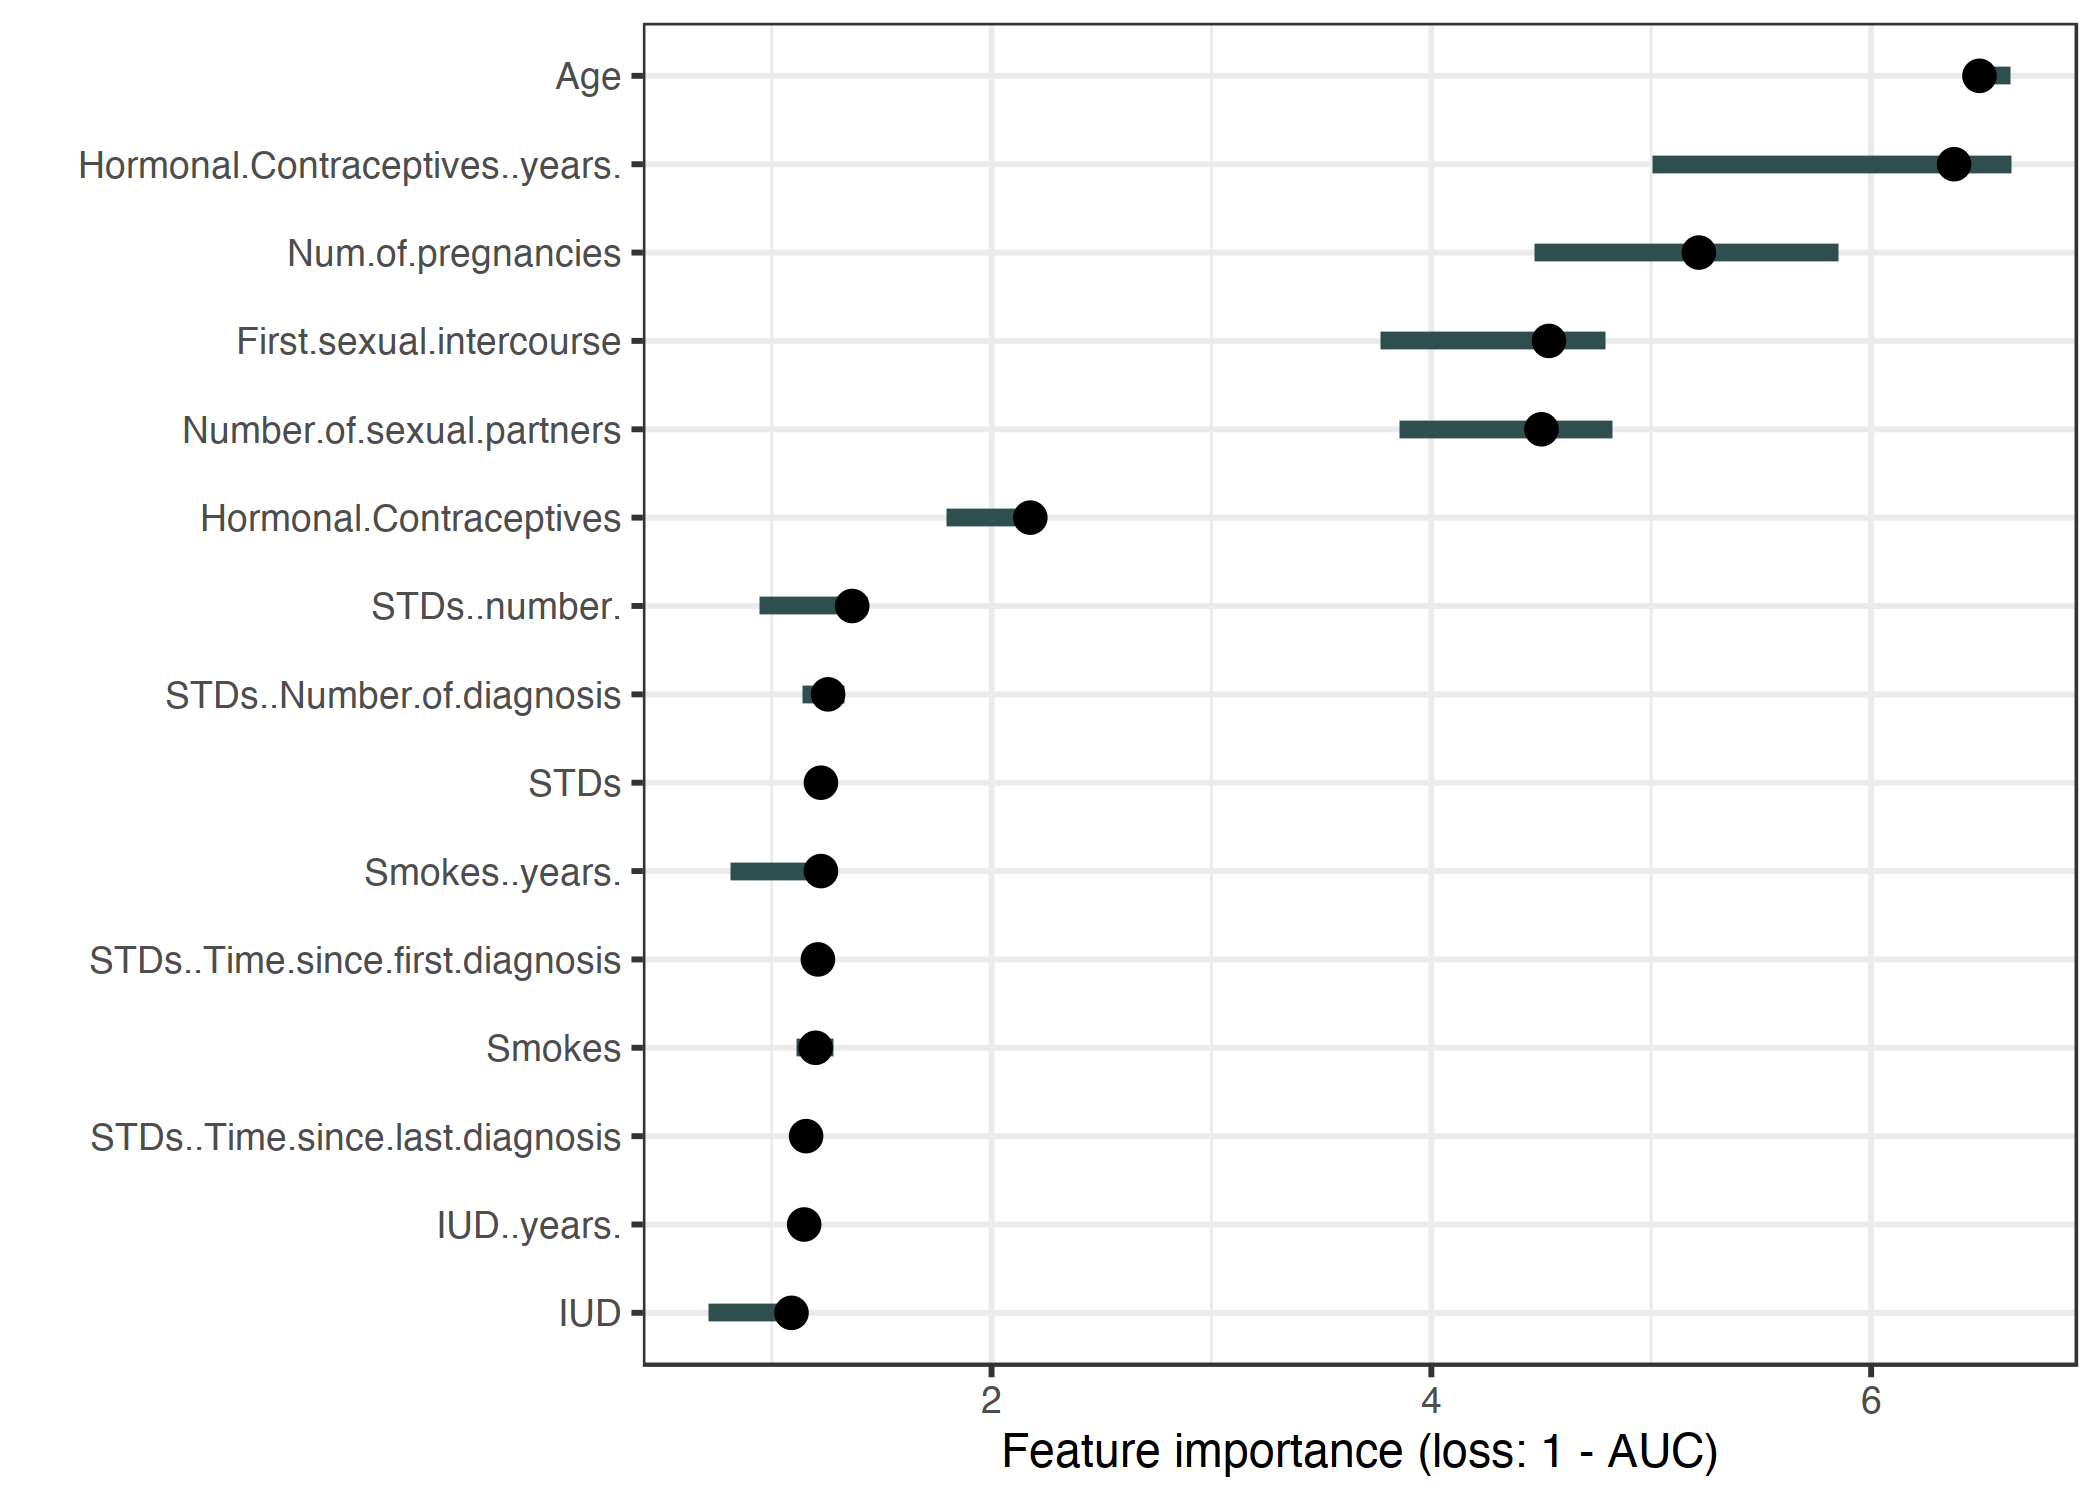 Age
Hormonal.Contraceptives..years.
Num.of.pregnancies
First.sexual.intercourse
Number.of.sexual.partners
Hormonal.Contraceptives
STDs..number.
STDs..Number.of.diagnosis
STDs
Smokes..years.
STDs..Time.since.first.diagnosis
Smokes
STDs..Time.since.last.diagnosis
IUD..years.
IUD
2 4 6
Feature importance (loss: 1 - AUC)